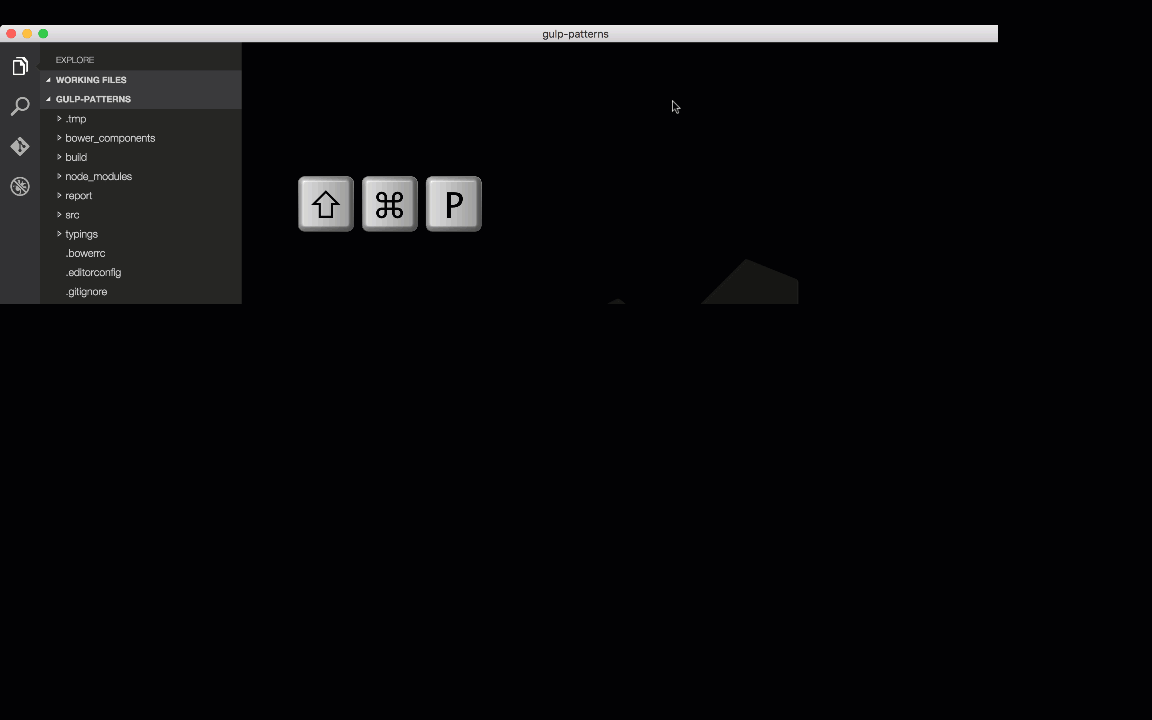 gulp-patterns
EXPLORE
WORKING FILES
GULP-PATTERNS
.tmp
bower_components
build
node_modules
report
src
typings
.bowerrc
.editorconfig
.gitignore
⇧ ⌘ P